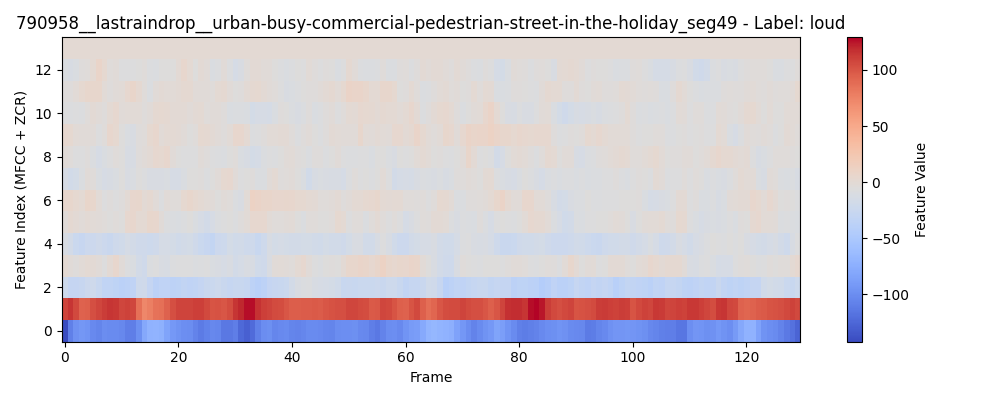 790958__lastraindrop__urban-busy-commercial-pedestrian-street-in-the-holiday_seg49 - Label: loud
Feature Index (MFCC + ZCR)
12
10
8
6
4
2
0
0 20 40 60 80 100 120
Frame
100
50
0
−50
−100
Feature Value